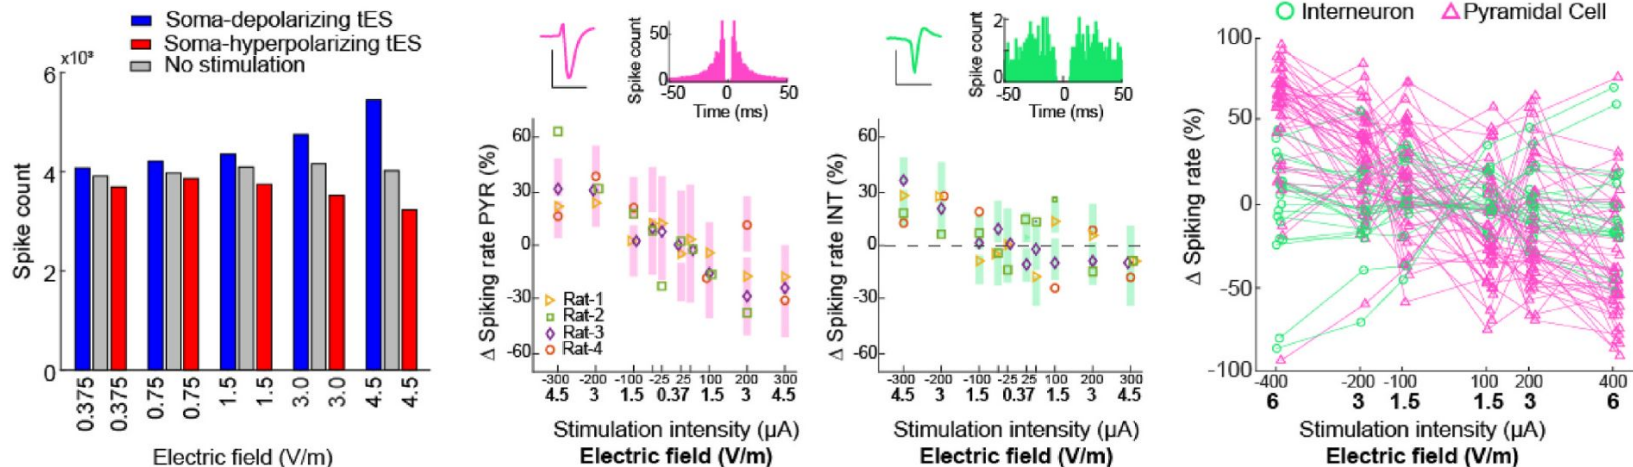 Soma-depolarizing tES
Soma-hyperpolarizing tES
No stimulation
x10³
6
4
2
0
Spike count
0.375
0.375
0.75
0.75
1.5
1.5
3.0
3.0
4.5
4.5
Electric field (V/m)
Spike count
50
0
-50 0 50
Time (ms)
Δ Spiking rate PYR (%)
60
30
0
-30
-60
Rat-1
Rat-2
Rat-3
Rat-4
-300 -200 -100 -25 25 100 200 300
4.5 3 1.5 0.37 1.5 3 4.5
Stimulation intensity (µA)
Electric field (V/m)
Spike count
2
1
0
-50 0 50
Time (ms)
Δ Spiking rate INT (%)
60
30
0
-30
-60
-300 -200 -100 -25 25 100 200 300
4.5 3 1.5 0.37 1.5 3 4.5
Stimulation intensity (µA)
Electric field (V/m)
Interneuron Pyramidal Cell
Δ Spiking rate (%)
100
50
0
-50
-100
-400 -200 -100 100 200 400
6 3 1.5 1.5 3 6
Stimulation intensity (µA)
Electric field (V/m)